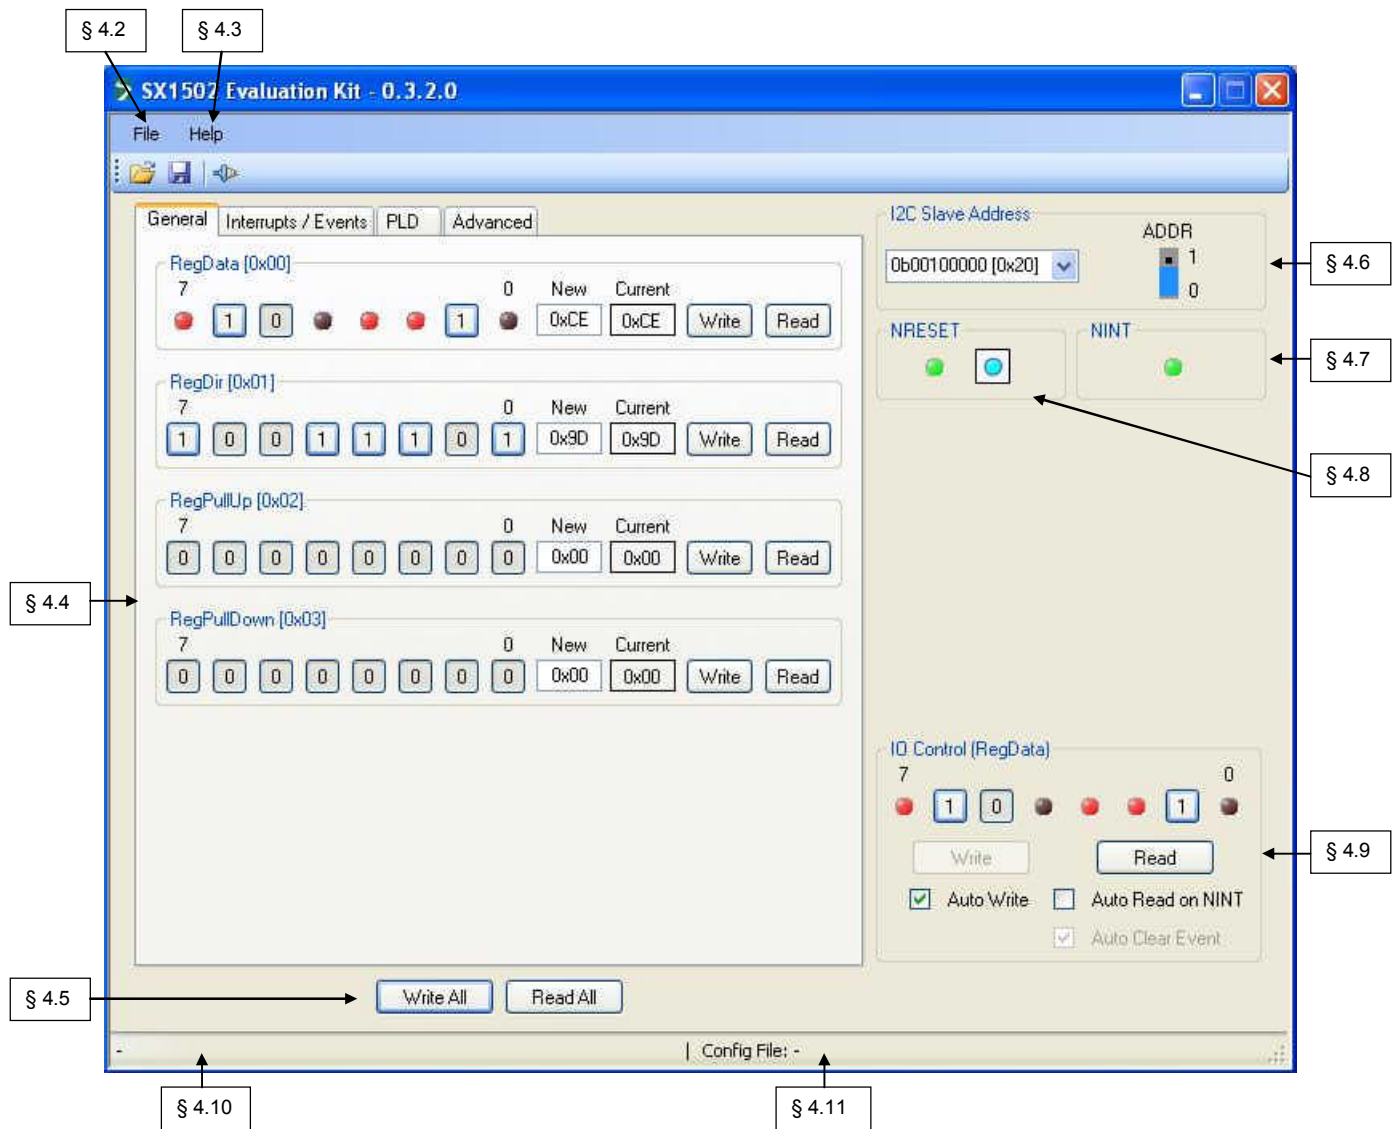 § 4.2
§ 4.3
SX1502 Evaluation Kit - 0.3.2.0
File Help
General Interrupts / Events PLD Advanced
RegData [0x00]
7 0 New Current
1 0 1 0xCE 0xCE Write Read
RegDir [0x01]
7 0 New Current
1 0 0 1 1 1 0 1 0x9D 0x9D Write Read
RegPullUp [0x02]
7 0 New Current
0 0 0 0 0 0 0 0 0x00 0x00 Write Read
RegPullDown [0x03]
7 0 New Current
0 0 0 0 0 0 0 0 0x00 0x00 Write Read
§ 4.4
I2C Slave Address
ADDR
0b00100000 [0x20]
1
0
§ 4.6
NRESET
NINT
§ 4.7
§ 4.8
IO Control (RegData)
7 0
1 0 1
Write Read
Auto Write Auto Read on NINT
Auto Clear Event
§ 4.9
§ 4.5
Write All Read All
- | Config File: -
§ 4.10
§ 4.11